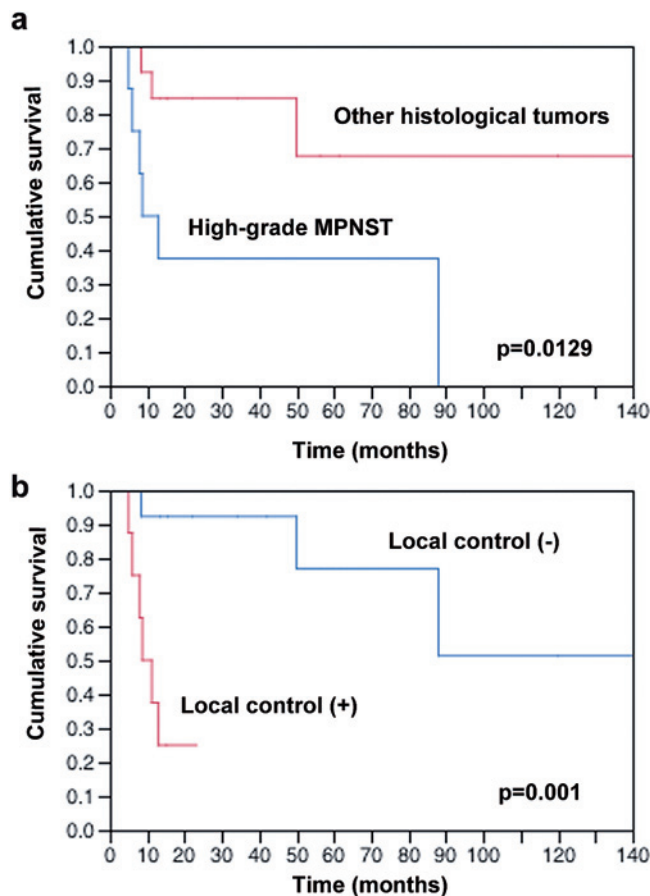 a
Cumulative survival
1.0
0.9
0.8
0.7
0.6
0.5
0.4
0.3
0.2
0.1
0.0
Other histological tumors
High-grade MPNST
p=0.0129
0 10 20 30 40 50 60 70 80 90 100 120 140
Time (months)
b
Cumulative survival
1.0
0.9
0.8
0.7
0.6
0.5
0.4
0.3
0.2
0.1
0.0
Local control (-)
Local control (+)
p=0.001
0 10 20 30 40 50 60 70 80 90 100 120 140
Time (months)